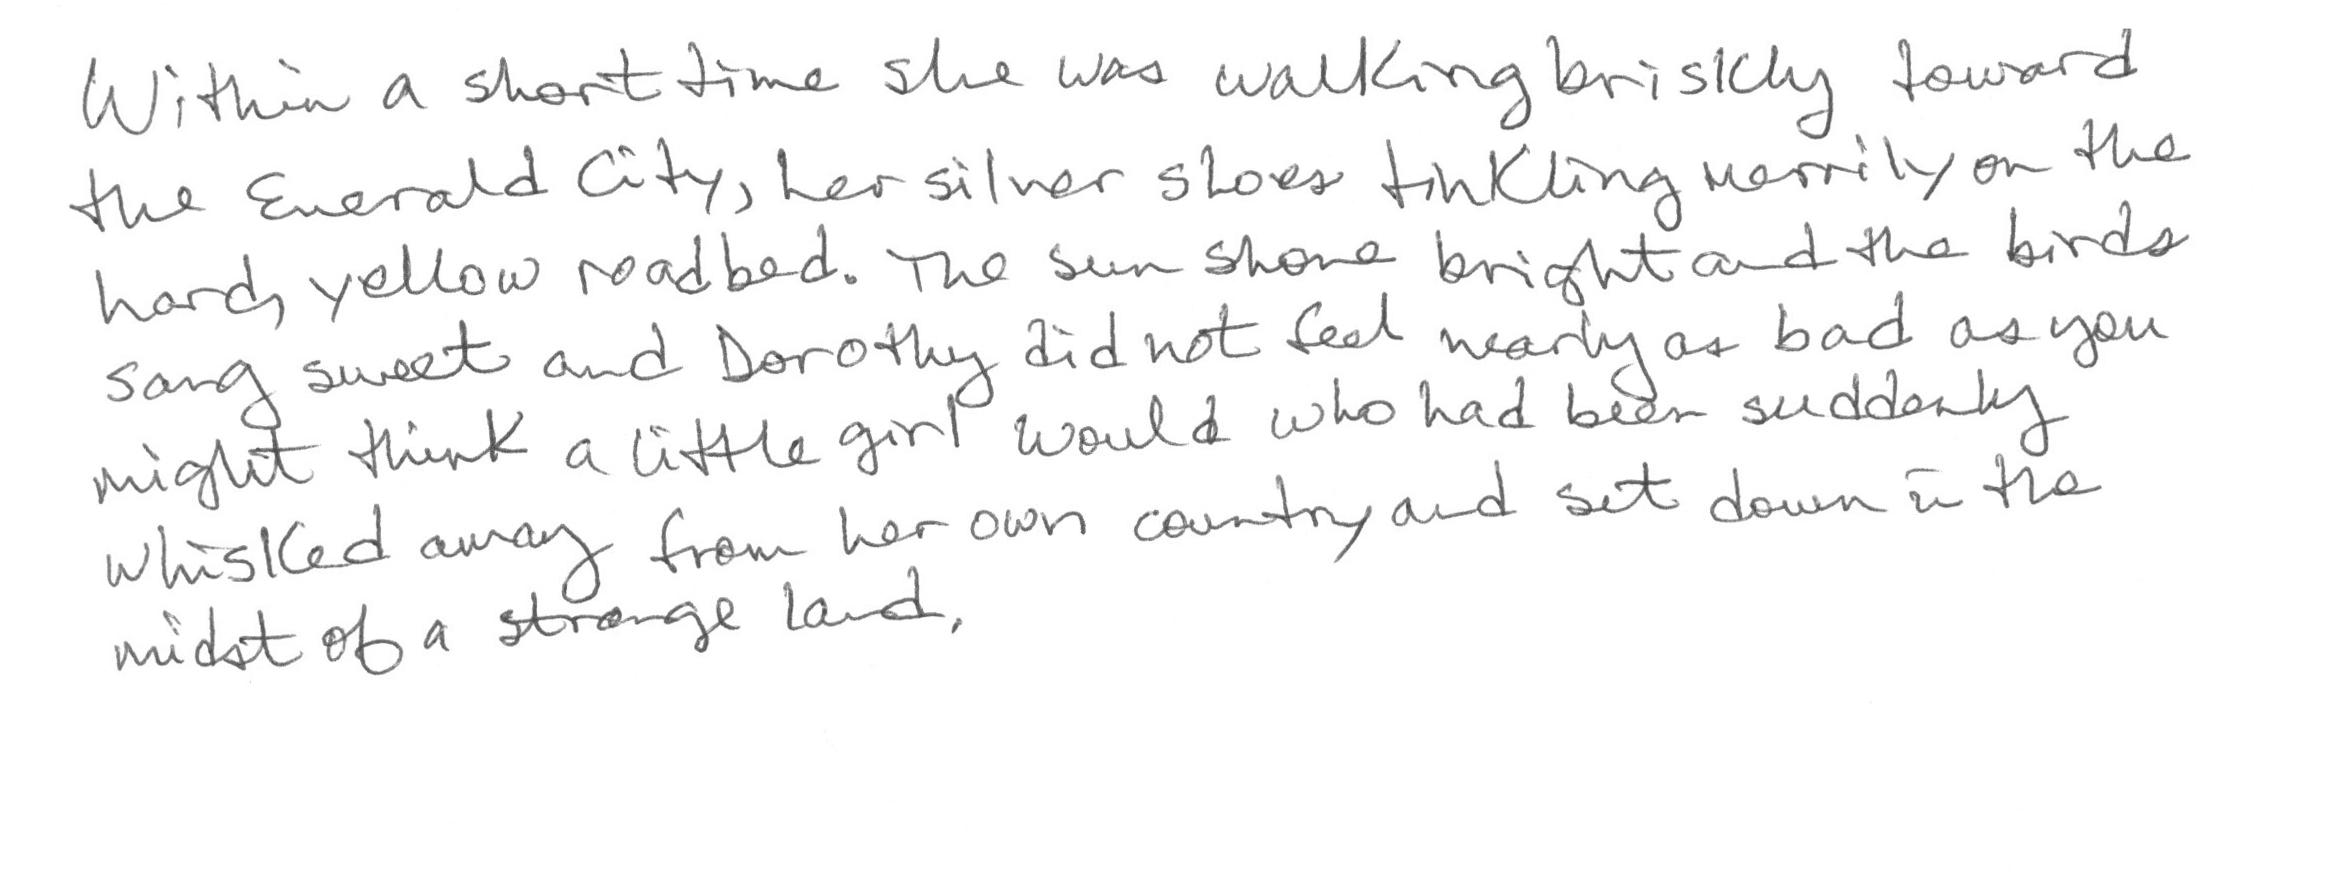 Within a short time she was walking briskly toward
the Emerald City, her silver shoes tinkling merrily on the
hard, yellow roadbed. The sun shone bright and the birds
sang sweet and Dorothy did not feel nearly as bad as you
might think a little girl would who had been suddenly
whisked away from her own country and set down in the
midst of a strange land.